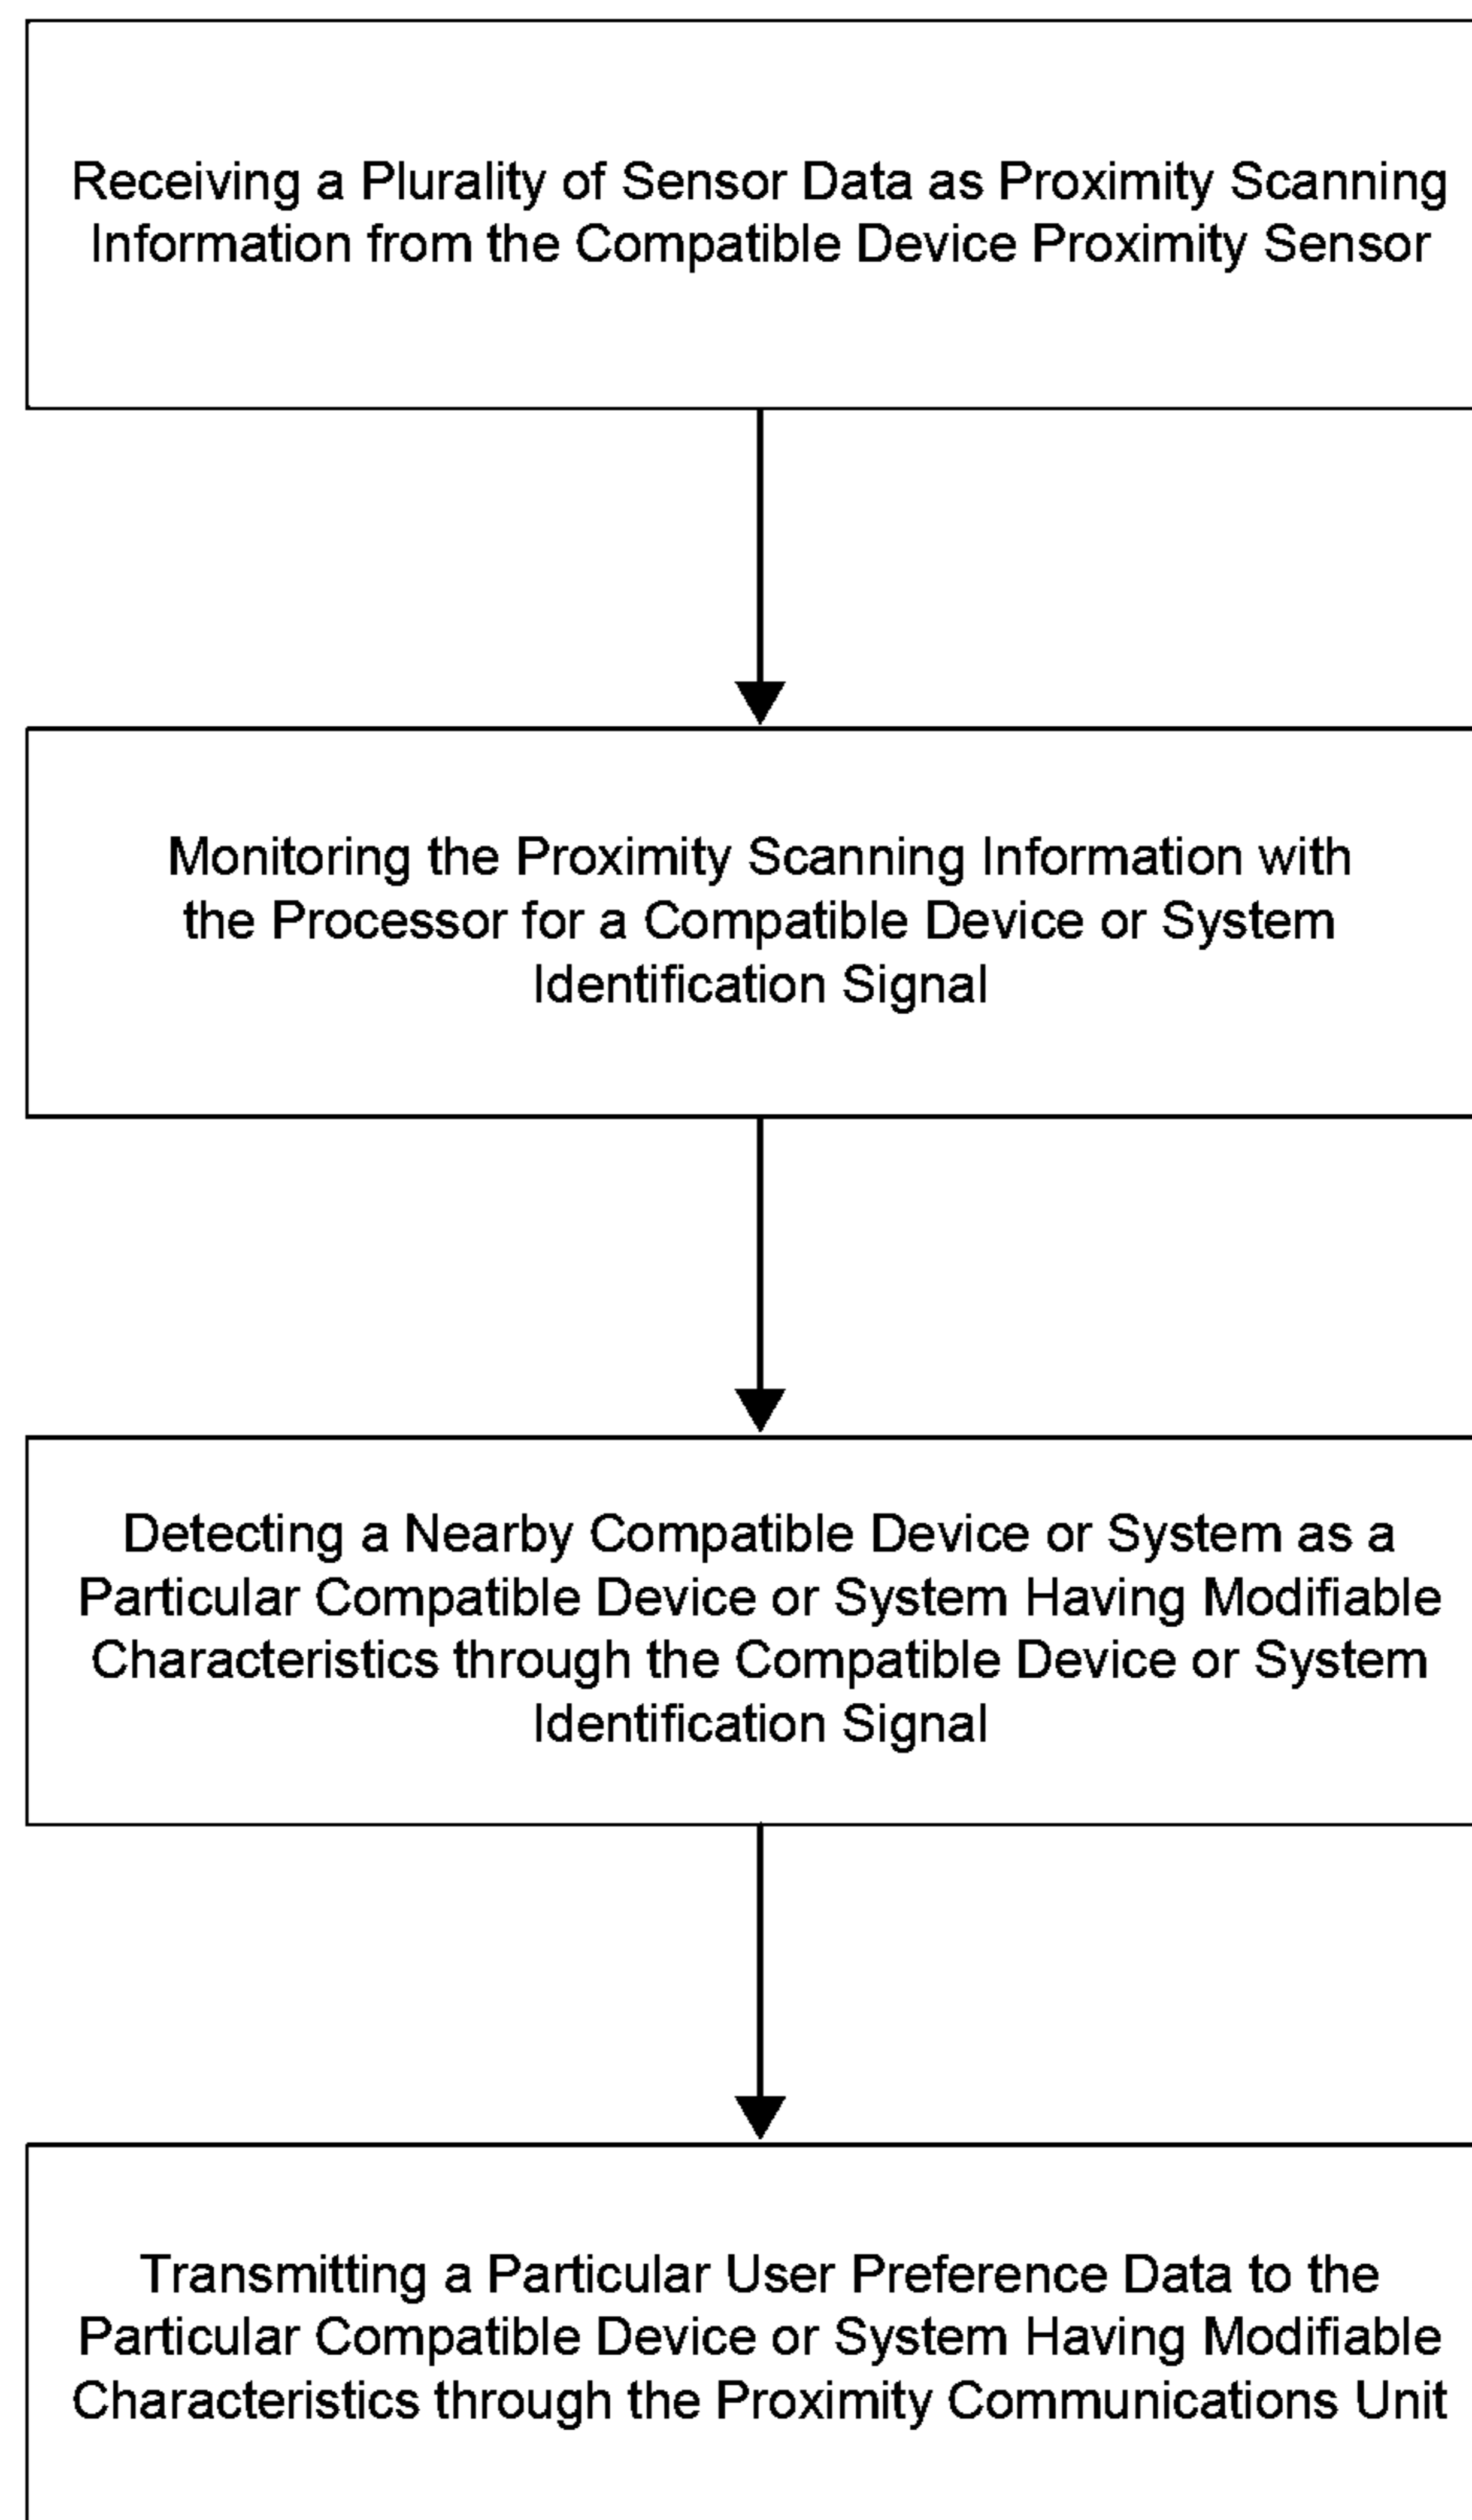 Receiving a Plurality of Sensor Data as Proximity Scanning
Information from the Compatible Device Proximity Sensor
Monitoring the Proximity Scanning Information with
the Processor for a Compatible Device or System
Identification Signal
Detecting a Nearby Compatible Device or System as a
Particular Compatible Device or System Having Modifiable
Characteristics through the Compatible Device or System
Identification Signal
Transmitting a Particular User Preference Data to the
Particular Compatible Device or System Having Modifiable
Characteristics through the Proximity Communications Unit